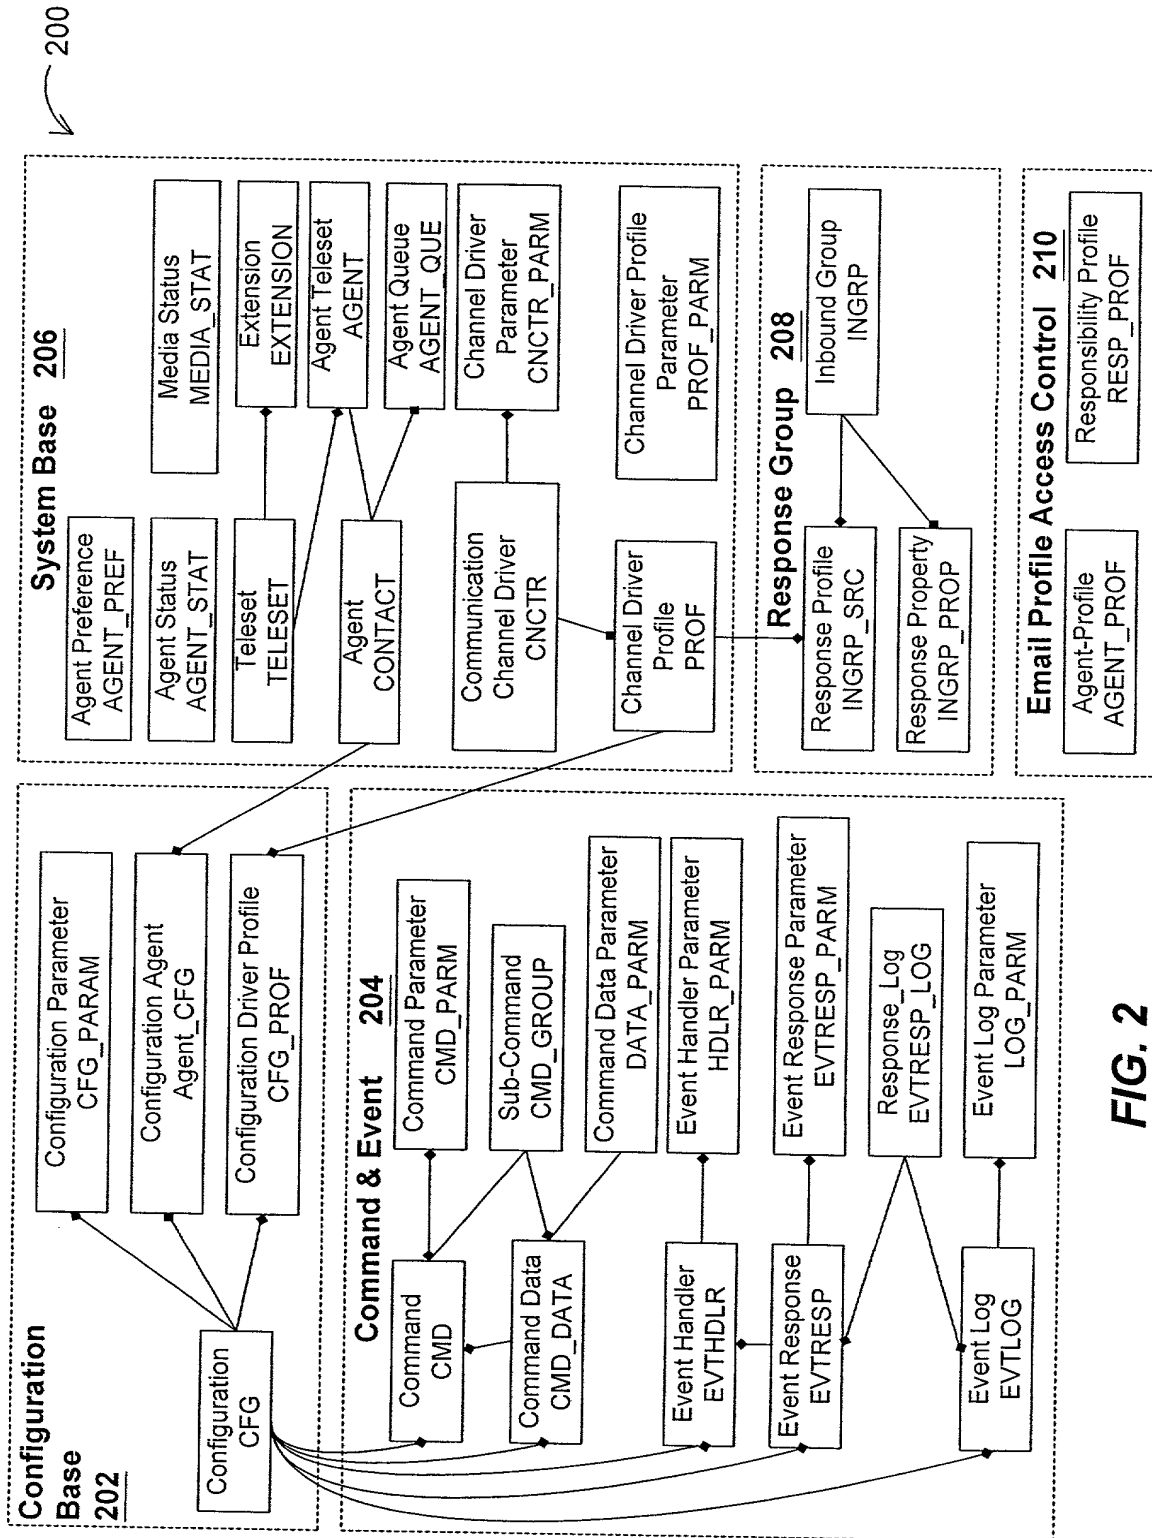 200
Configuration
Base
202
Configuration
CFG
Configuration Parameter
CFG_PARAM
Configuration Agent
Agent_CFG
Configuration Driver Profile
CFG_PROF
Command & Event 204
Command
CMD
Command Parameter
CMD_PARM
Sub-Command
CMD_GROUP
Command Data
CMD_DATA
Command Data Parameter
DATA_PARM
Event Handler
EVTHDLR
Event Handler Parameter
HDLR_PARM
Event Response
EVTRESP
Event Response Parameter
EVTRESP_PARM
Response_Log
EVTRESP_LOG
Event Log
EVTLOG
Event Log Parameter
LOG_PARM
System Base 206
Agent Preference
AGENT_PREF
Agent Status
AGENT_STAT
Media Status
MEDIA_STAT
Teleset
TELESET
Extension
EXTENSION
Agent Teleset
AGENT
Agent
CONTACT
Agent Queue
AGENT_QUE
Communication
Channel Driver
CNCTR
Channel Driver
Parameter
CNCTR_PARM
Channel Driver
Profile
PROF
Channel Driver Profile
Parameter
PROF_PARM
Response Group 208
Response Profile
INGRP_SRC
Inbound Group
INGRP
Response Property
INGRP_PROP
Email Profile Access Control 210
Agent-Profile
AGENT_PROF
Responsibility Profile
RESP_PROF
FIG. 2